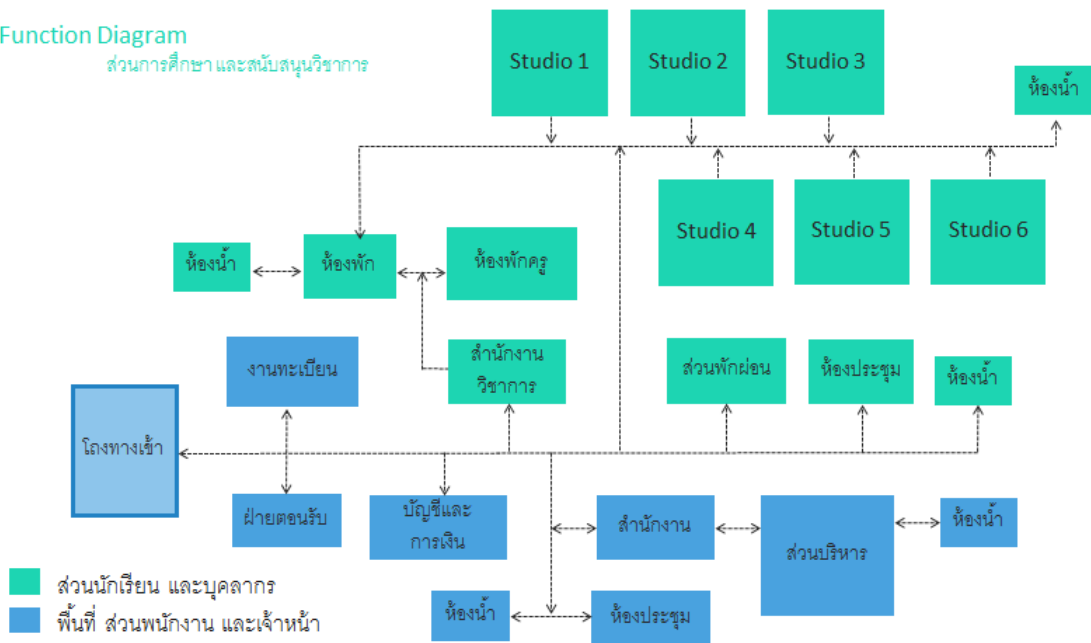 Function Diagram
ส่วนการศึกษา และสนับสนุนวิชาการ
Studio 1
Studio 2
Studio 3
ห้องน้ำ
Studio 4
Studio 5
Studio 6
ห้องน้ำ
ห้องพัก
ห้องพักครู
งานทะเบียน
สำนักงาน
วิชาการ
ส่วนพักผ่อน
ห้องประชุม
ห้องน้ำ
โถงทางเข้า
ฝ่ายตอนรับ
บัญชีและ
การเงิน
สำนักงาน
ส่วนบริหาร
ห้องน้ำ
ห้องน้ำ
ห้องประชุม
ส่วนนักเรียน และบุคลากร
พื้นที่ ส่วนพนักงาน และเจ้าหน้า